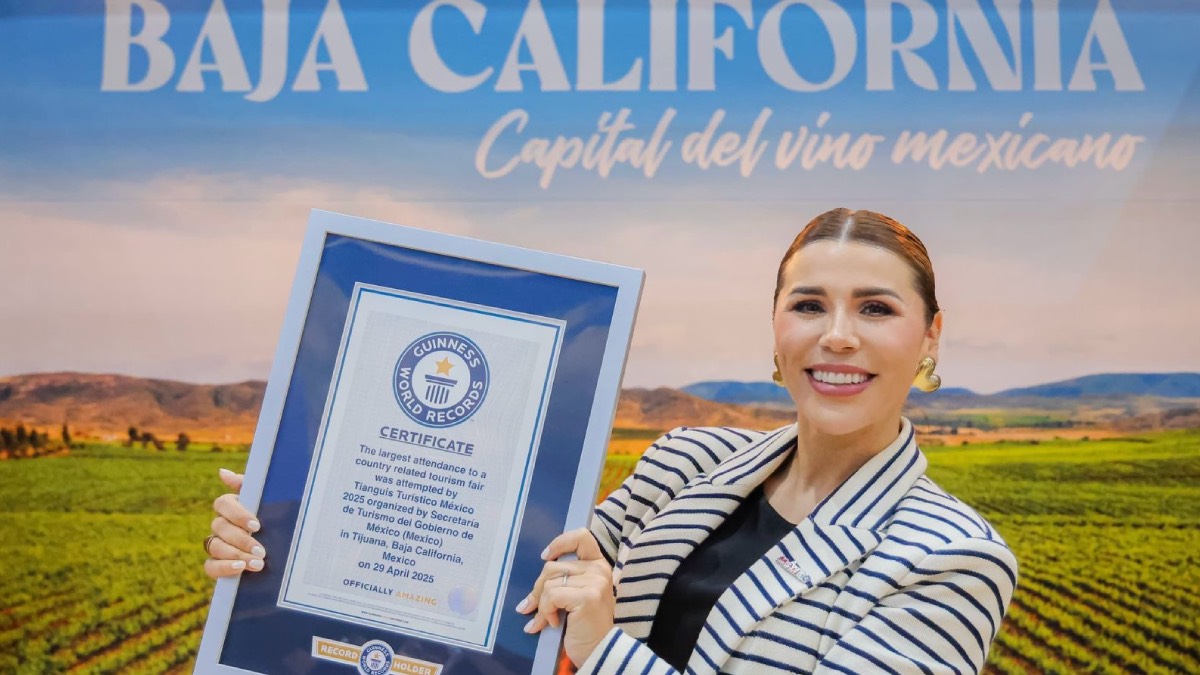 BAJA CALIFORNIA
Capital del vino mexicano
GUINNESS
WORLD RECORDS
CERTIFICATE
The largest attendance to a
country related tourism fair
was attempted by
Tianguis Turístico México
2025 organized by Secretaría
de Turismo del Gobierno de
México (Mexico)
in Tijuana, Baja California,
Mexico
on 29 April 2025
OFFICIALLY AMAZING
RECORD HOLDER